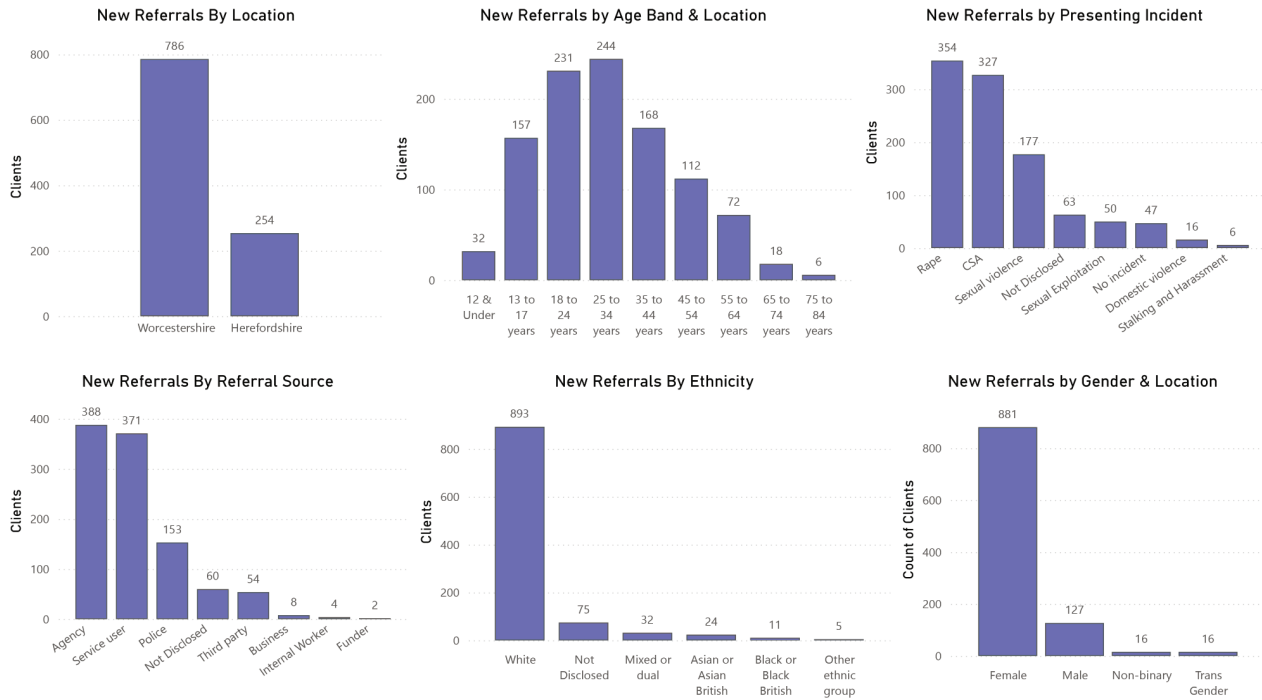 New Referrals By Location
Clients
800
600
400
200
0
786
254
Worcestershire
Herefordshire
New Referrals by Age Band & Location
Clients
200
100
0
32
157
231
244
168
112
72
18
6
12 &
Under
13 to
17
years
18 to
24
years
25 to
34
years
35 to
44
years
45 to
54
years
55 to
64
years
65 to
74
years
75 to
84
years
New Referrals by Presenting Incident
Clients
300
200
100
0
354
327
177
63
50
47
16
6
Rape
CSA
Sexual violence
Not Disclosed
Sexual Exploitation
No incident
Domestic violence
Stalking and Harassment
New Referrals By Referral Source
Clients
400
300
200
100
0
388
371
153
60
54
8
4
2
Agency
Service user
Police
Not Disclosed
Third party
Business
Internal Worker
Funder
New Referrals By Ethnicity
Clients
800
600
400
200
0
893
75
32
24
11
5
White
Not
Disclosed
Mixed or
dual
Asian or
Asian
British
Black or
Black
British
Other
ethnic
group
New Referrals by Gender & Location
Count of Clients
800
600
400
200
0
881
127
16
16
Female
Male
Non-binary
Trans
Gender